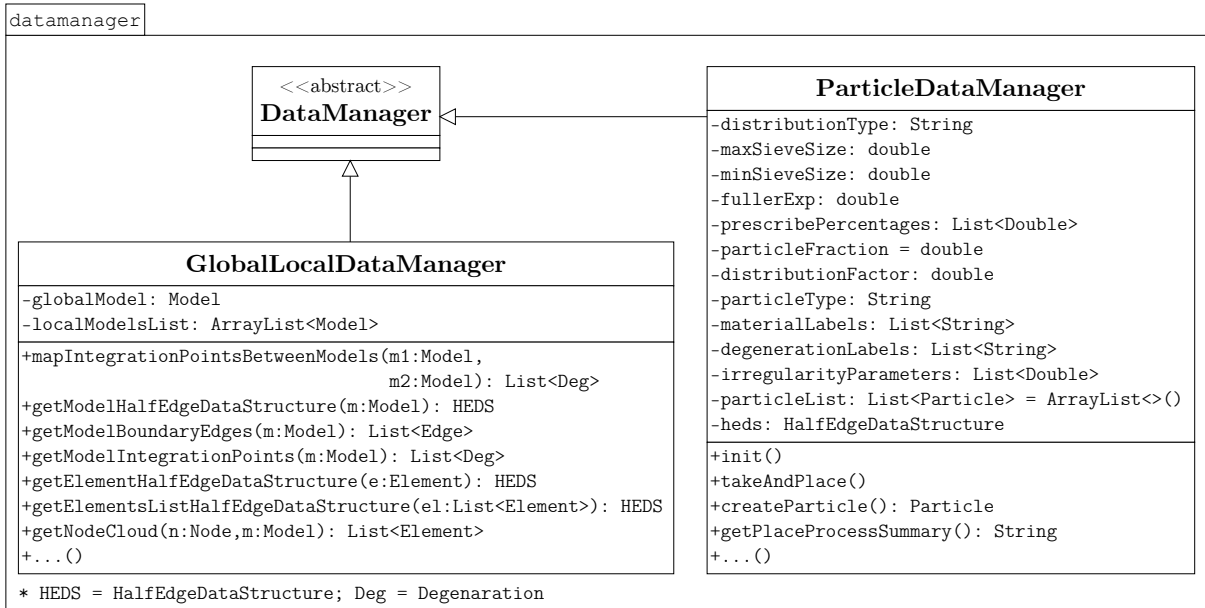 datamanager
<<abstract>>
DataManager
GlobalLocalDataManager
-globalModel: Model
-localModelsList: ArrayList<Model>
+mapIntegrationPointsBetweenModels(m1:Model,
m2:Model): List<Deg>
+getModelHalfEdgeDataStructure(m:Model): HEDS
+getModelBoundaryEdges(m:Model): List<Edge>
+getModelIntegrationPoints(m:Model): List<Deg>
+getElementHalfEdgeDataStructure(e:Element): HEDS
+getElementsListHalfEdgeDataStructure(el:List<Element>): HEDS
+getNodeCloud(n:Node,m:Model): List<Element>
+...()
ParticleDataManager
-distributionType: String
-maxSieveSize: double
-minSieveSize: double
-fullerExp: double
-prescribePercentages: List<Double>
-particleFraction = double
-distributionFactor: double
-particleType: String
-materialLabels: List<String>
-degenerationLabels: List<String>
-irregularityParameters: List<Double>
-particleList: List<Particle> = ArrayList<>()
-heds: HalfEdgeDataStructure
+init()
+takeAndPlace()
+createParticle(): Particle
+getPlaceProcessSummary(): String
+...()
* HEDS = HalfEdgeDataStructure; Deg = Degenaration